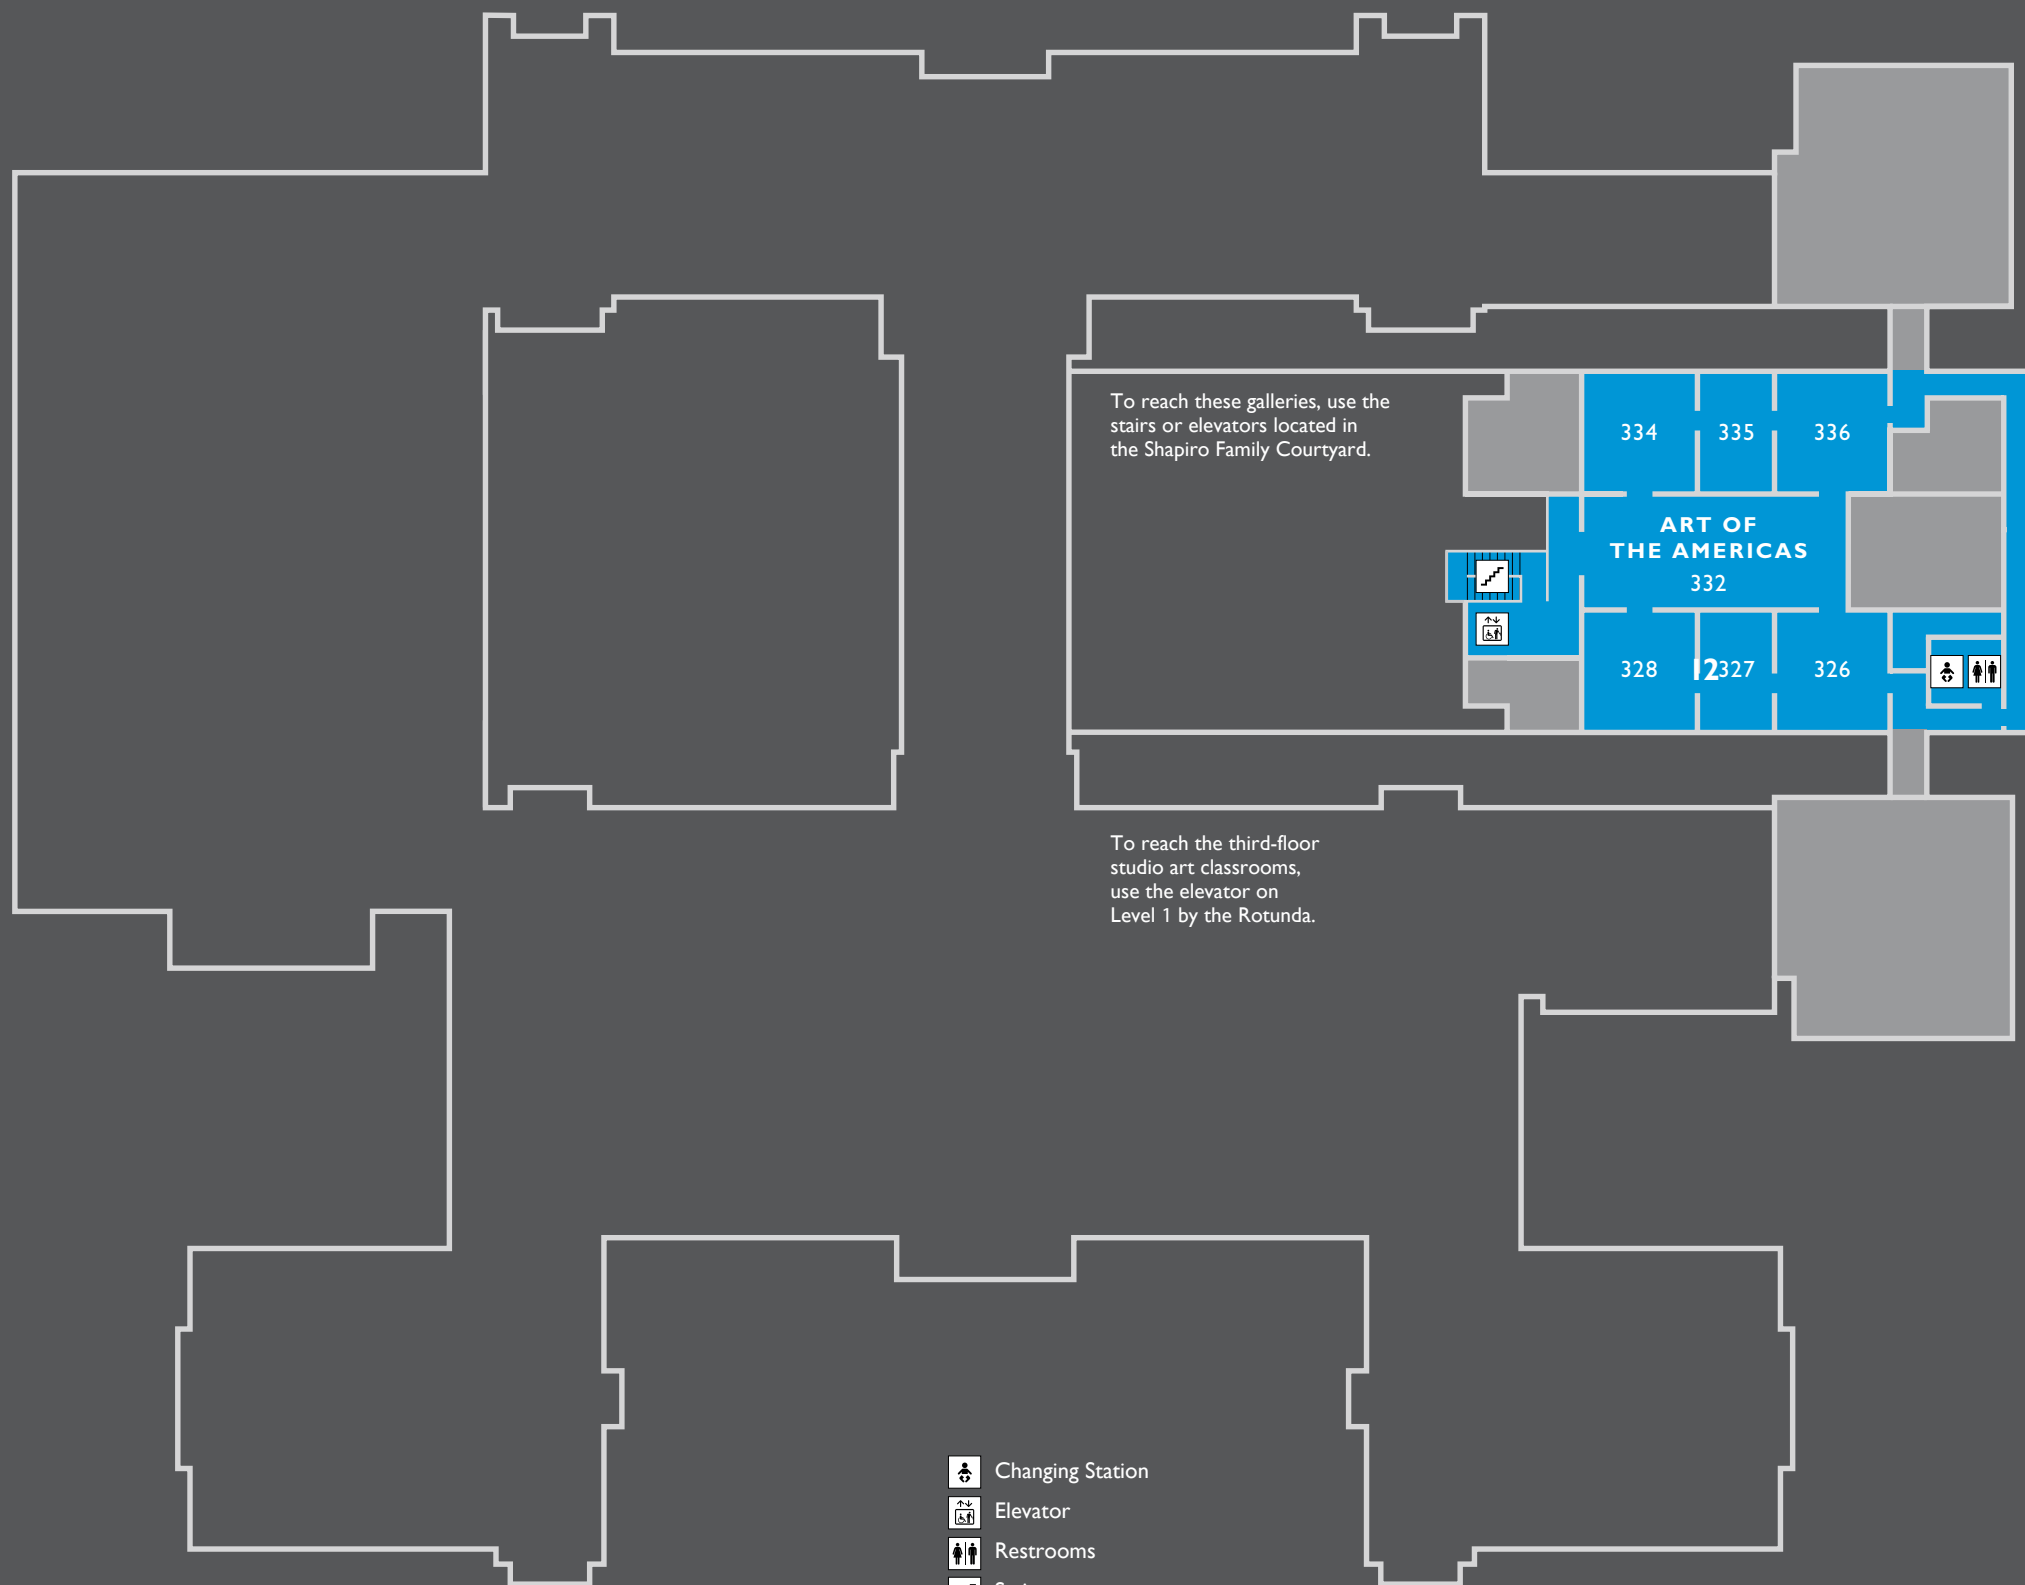 To reach these galleries, use the
stairs or elevators located in
the Shapiro Family Courtyard.
334
335
336
ART OF
THE AMERICAS
332
328
12
327
326
To reach the third-floor
studio art classrooms,
use the elevator on
Level 1 by the Rotunda.
Changing Station
Elevator
Restrooms